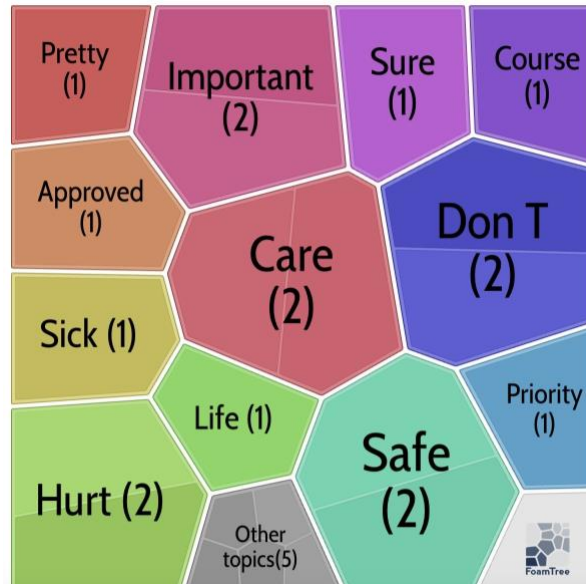 Pretty
(1)
Important
(2)
Sure
(1)
Course
(1)
Approved
(1)
Care
(2)
Don T
(2)
Sick (1)
Life (1)
Priority
(1)
Hurt (2)
Safe
(2)
Other
topics(5)
FoamTree